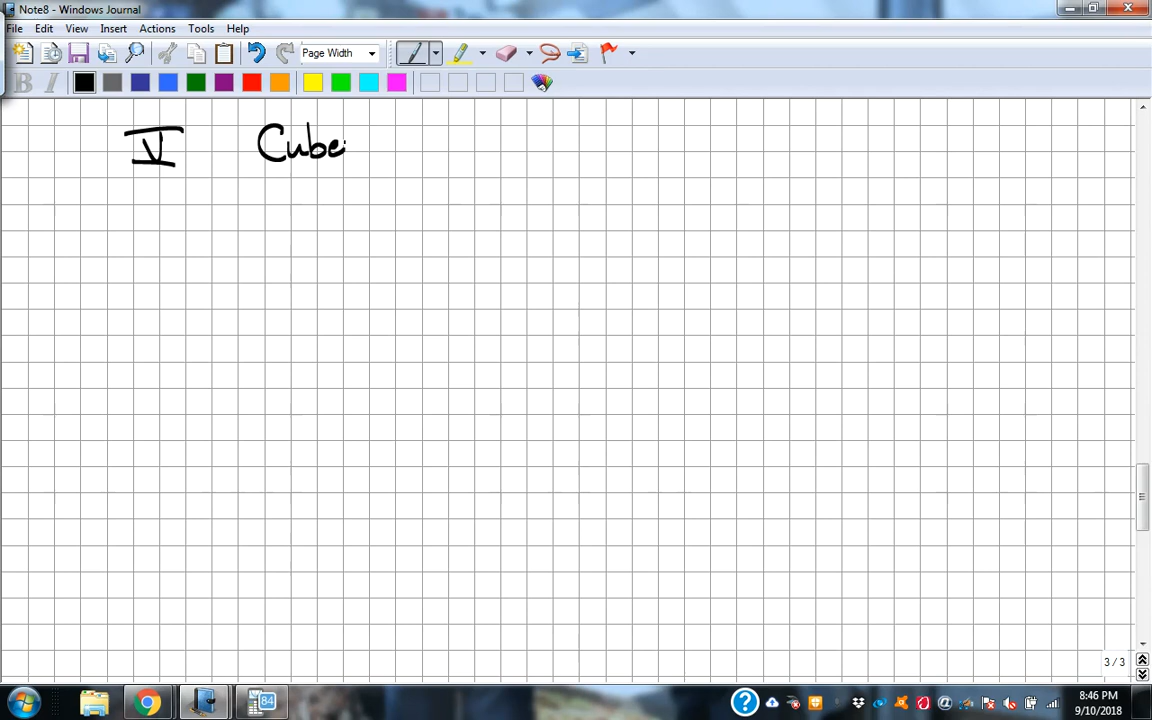 Note8 - Windows Journal
File Edit View Insert Actions Tools Help
Page Width
B I
V Cube
3 / 3
84
8:46 PM
9/10/2018